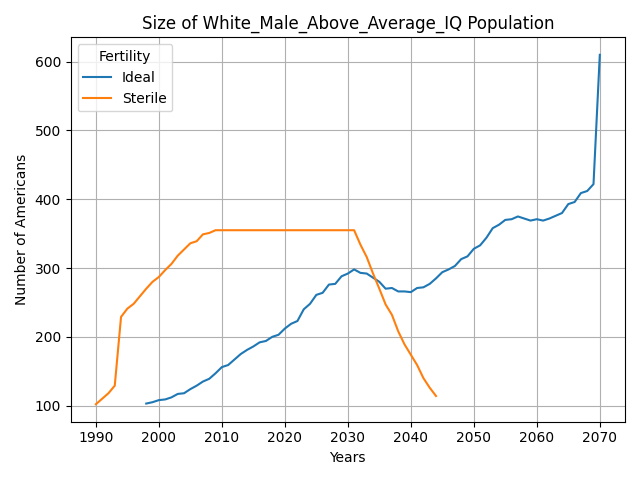 Size of White_Male_Above_Average_IQ Population
Fertility
Ideal
Sterile
Number of Americans
600
500
400
300
200
100
1990 2000 2010 2020 2030 2040 2050 2060 2070
Years